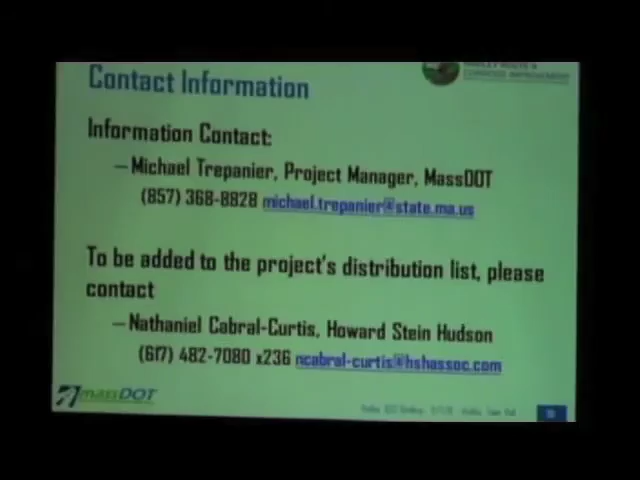 Contact Information
Information Contact:
–Michael Trepanier, Project Manager, MassDOT
(857) 368-8828 michael.trepanier@state.ma.us
To be added to the project's distribution list, please
contact
–Nathaniel Cabral-Curtis, Howard Stein Hudson
(617) 482-7080 x236 ncabral-curtis@hshassoc.com
massDOT